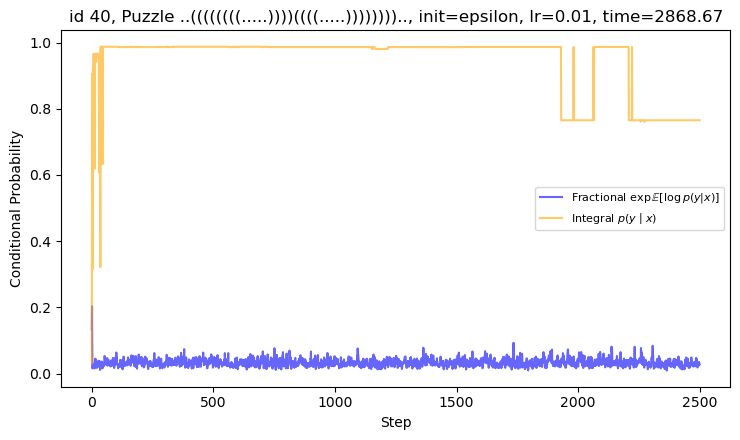 id 40, Puzzle ..((((((((.....))))((((.....)))))))).., init=epsilon, lr=0.01, time=2868.67
Conditional Probability
1.0
0.8
0.6
0.4
0.2
0.0
Fractional exp𝔼[log p(y|x)]
Integral p(y | x)
0 500 1000 1500 2000 2500
Step